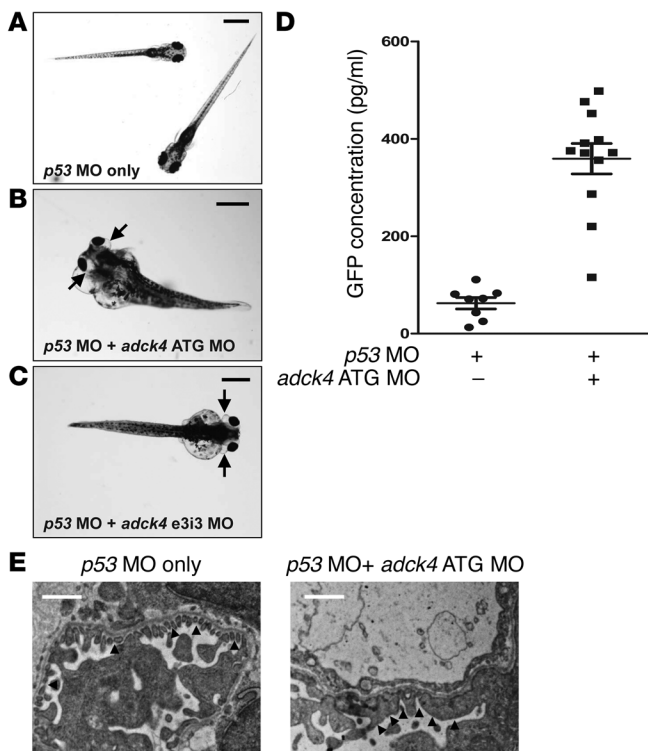 A
p53 MO only
B
p53 MO + adck4 ATG MO
C
p53 MO + adck4 e3i3 MO
D
GFP concentration (pg/ml)
600
400
200
0
p53 MO + +
adck4 ATG MO – +
E
p53 MO only
p53 MO+ adck4 ATG MO